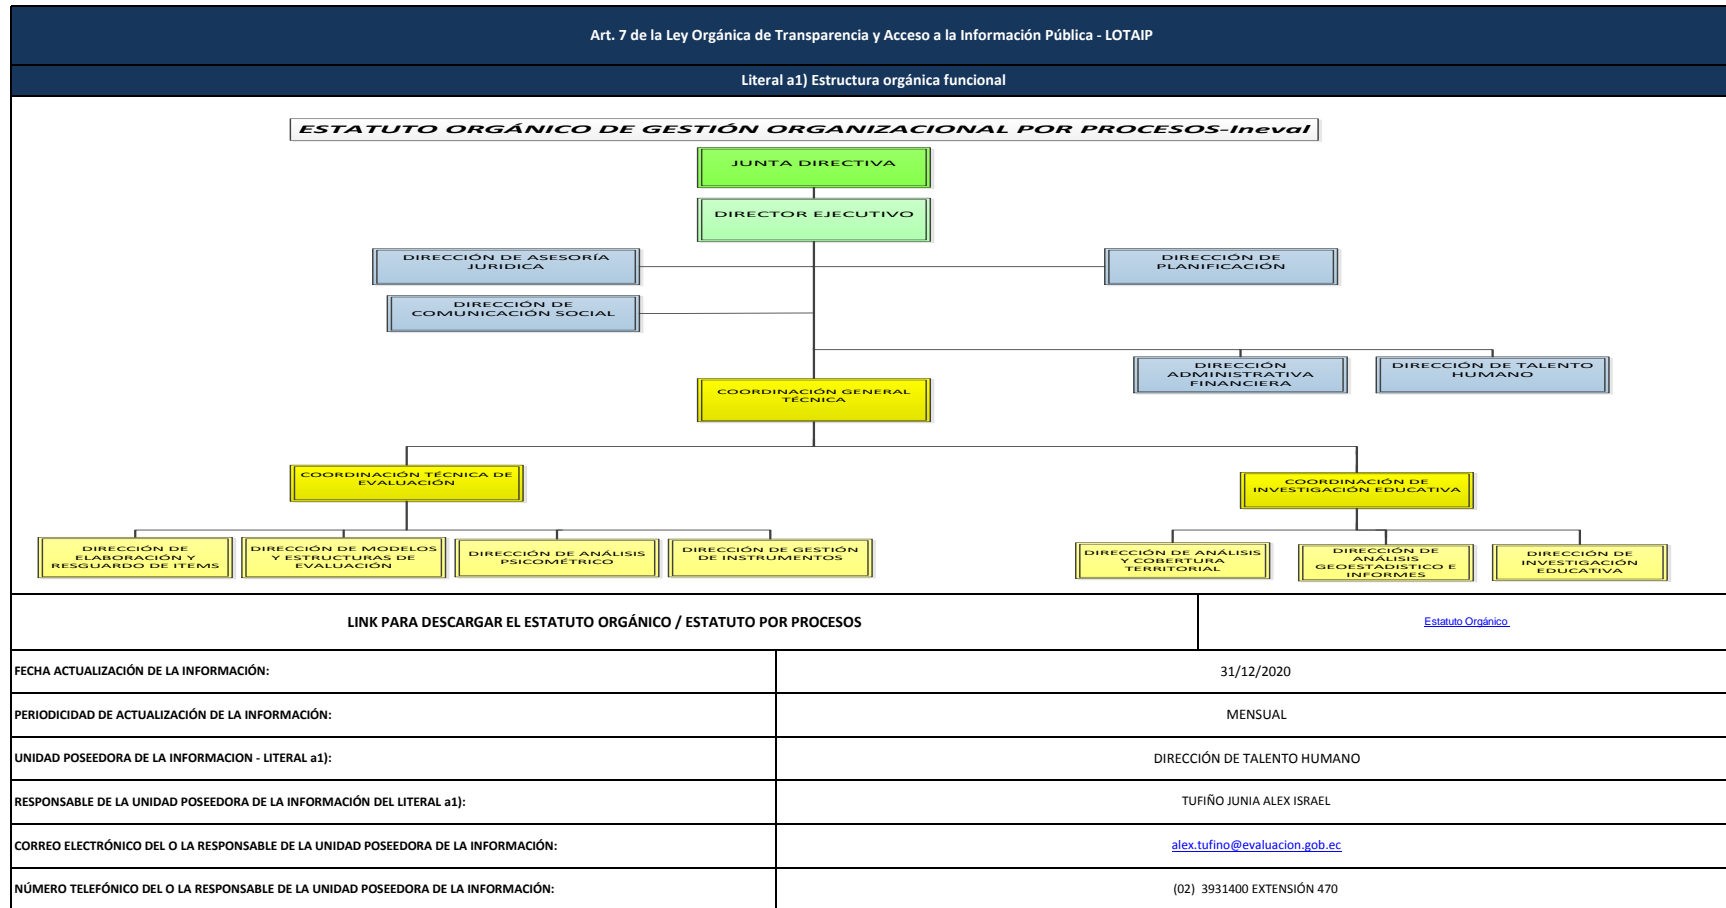 Art. 7 de la Ley Orgánica de Transparencia y Acceso a la Información Pública - LOTAIP
Literal a1) Estructura orgánica funcional
ESTATUTO ORGÁNICO DE GESTIÓN ORGANIZACIONAL POR PROCESOS-Ineval
JUNTA DIRECTIVA
DIRECTOR EJECUTIVO
DIRECCIÓN DE ASESORÍA
JURIDICA
DIRECCIÓN DE
PLANIFICACIÓN
DIRECCIÓN DE
COMUNICACIÓN SOCIAL
DIRECCIÓN
ADMINISTRATIVA
FINANCIERA
DIRECCIÓN DE TALENTO
HUMANO
COORDINACIÓN GENERAL
TÉCNICA
COORDINACIÓN TÉCNICA DE
EVALUACIÓN
COORDINACIÓN DE
INVESTIGACIÓN EDUCATIVA
DIRECCIÓN DE
ELABORACIÓN Y
RESGUARDO DE ITEMS
DIRECCIÓN DE MODELOS
Y ESTRUCTURAS DE
EVALUACIÓN
DIRECCIÓN DE ANÁLISIS
PSICOMÉTRICO
DIRECCIÓN DE GESTIÓN
DE INSTRUMENTOS
DIRECCIÓN DE ANÁLISIS
Y COBERTURA
TERRITORIAL
DIRECCIÓN DE
ANÁLISIS
GEOESTADISTICO E
INFORMES
DIRECCIÓN DE
INVESTIGACIÓN
EDUCATIVA
LINK PARA DESCARGAR EL ESTATUTO ORGÁNICO / ESTATUTO POR PROCESOS
Estatuto Orgánico
FECHA ACTUALIZACIÓN DE LA INFORMACIÓN:
31/12/2020
PERIODICIDAD DE ACTUALIZACIÓN DE LA INFORMACIÓN:
MENSUAL
UNIDAD POSEEDORA DE LA INFORMACION - LITERAL a1):
DIRECCIÓN DE TALENTO HUMANO
RESPONSABLE DE LA UNIDAD POSEEDORA DE LA INFORMACIÓN DEL LITERAL a1):
TUFIÑO JUNIA ALEX ISRAEL
CORREO ELECTRÓNICO DEL O LA RESPONSABLE DE LA UNIDAD POSEEDORA DE LA INFORMACIÓN:
alex.tufino@evaluacion.gob.ec
NÚMERO TELEFÓNICO DEL O LA RESPONSABLE DE LA UNIDAD POSEEDORA DE LA INFORMACIÓN:
(02) 3931400 EXTENSIÓN 470